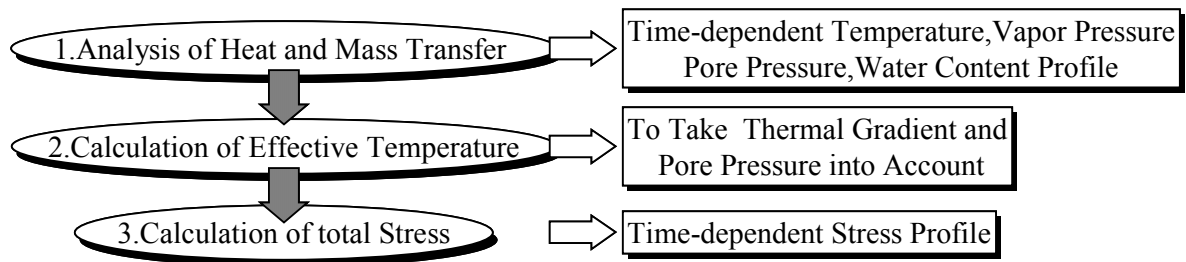 1.Analysis of Heat and Mass Transfer
Time-dependent Temperature,Vapor Pressure
Pore Pressure,Water Content Profile
2.Calculation of Effective Temperature
To Take Thermal Gradient and
Pore Pressure into Account
3.Calculation of total Stress
Time-dependent Stress Profile